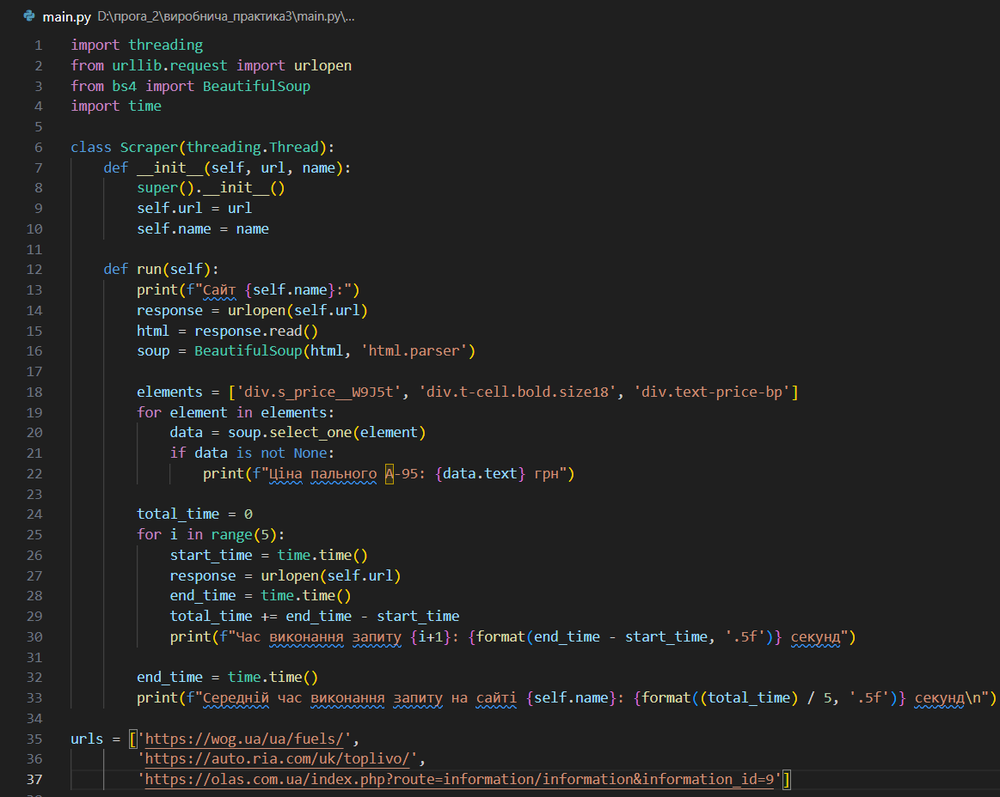 main.py D:\прога_2\виробнича_практика3\main.py\...
1 import threading
2 from urllib.request import urlopen
3 from bs4 import BeautifulSoup
4 import time
5
6 class Scraper(threading.Thread):
7     def __init__(self, url, name):
8         super().__init__()
9         self.url = url
10         self.name = name
11
12     def run(self):
13         print(f"Сайт {self.name}:")
14         response = urlopen(self.url)
15         html = response.read()
16         soup = BeautifulSoup(html, 'html.parser')
17
18         elements = ['div.s_price__W9J5t', 'div.t-cell.bold.size18', 'div.text-price-bp']
19         for element in elements:
20             data = soup.select_one(element)
21             if data is not None:
22                 print(f"Ціна пального А-95: {data.text} грн")
23
24         total_time = 0
25         for i in range(5):
26             start_time = time.time()
27             response = urlopen(self.url)
28             end_time = time.time()
29             total_time += end_time - start_time
30             print(f"Час виконання запиту {i+1}: {format(end_time - start_time, '.5f')} секунд")
31
32         end_time = time.time()
33         print(f"Середній час виконання запиту на сайті {self.name}: {format((total_time) / 5, '.5f')} секунд\n")
34
35 urls = ['https://wog.ua/ua/fuels/',
36         'https://auto.ria.com/uk/toplivo/',
37         'https://olas.com.ua/index.php?route=information/information&information_id=9']